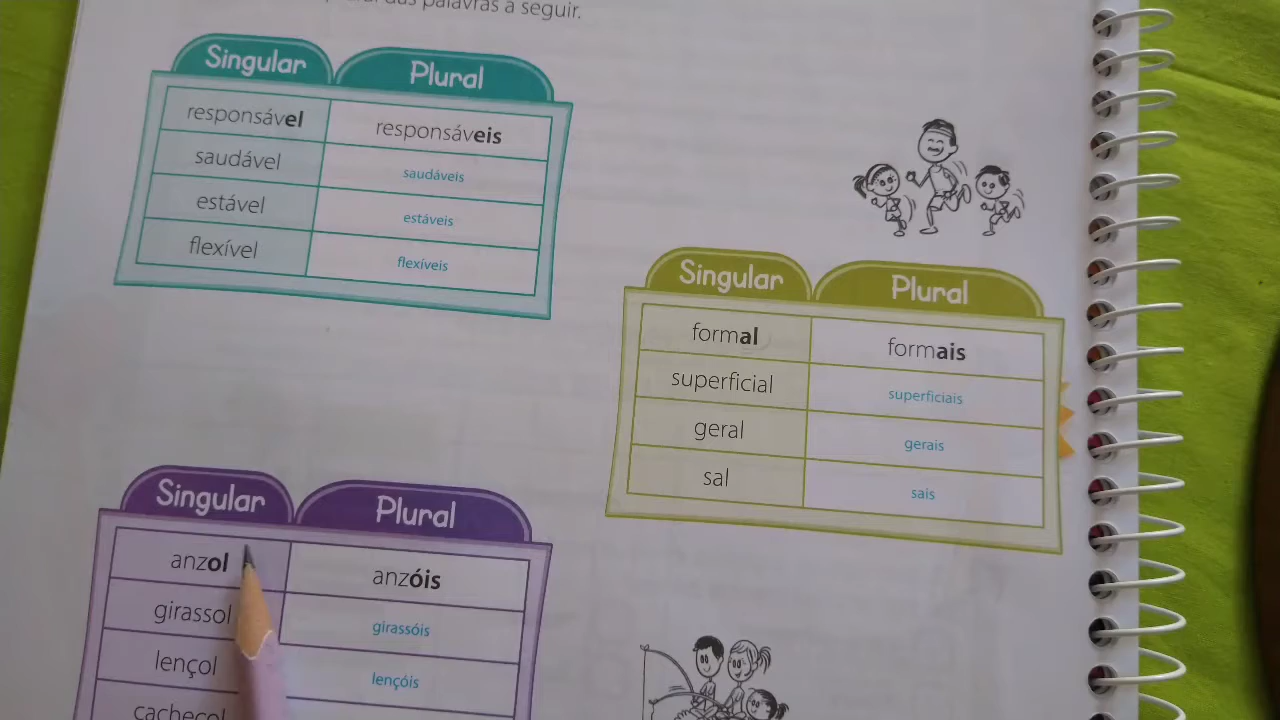 das palavras a seguir.
Singular Plural
responsável responsáveis
saudável saudáveis
estável estáveis
flexível flexíveis
Singular Plural
formal formais
superficial superficiais
geral gerais
sal sais
Singular Plural
anzol anzóis
girassol girassóis
lençol lençóis
cachecol